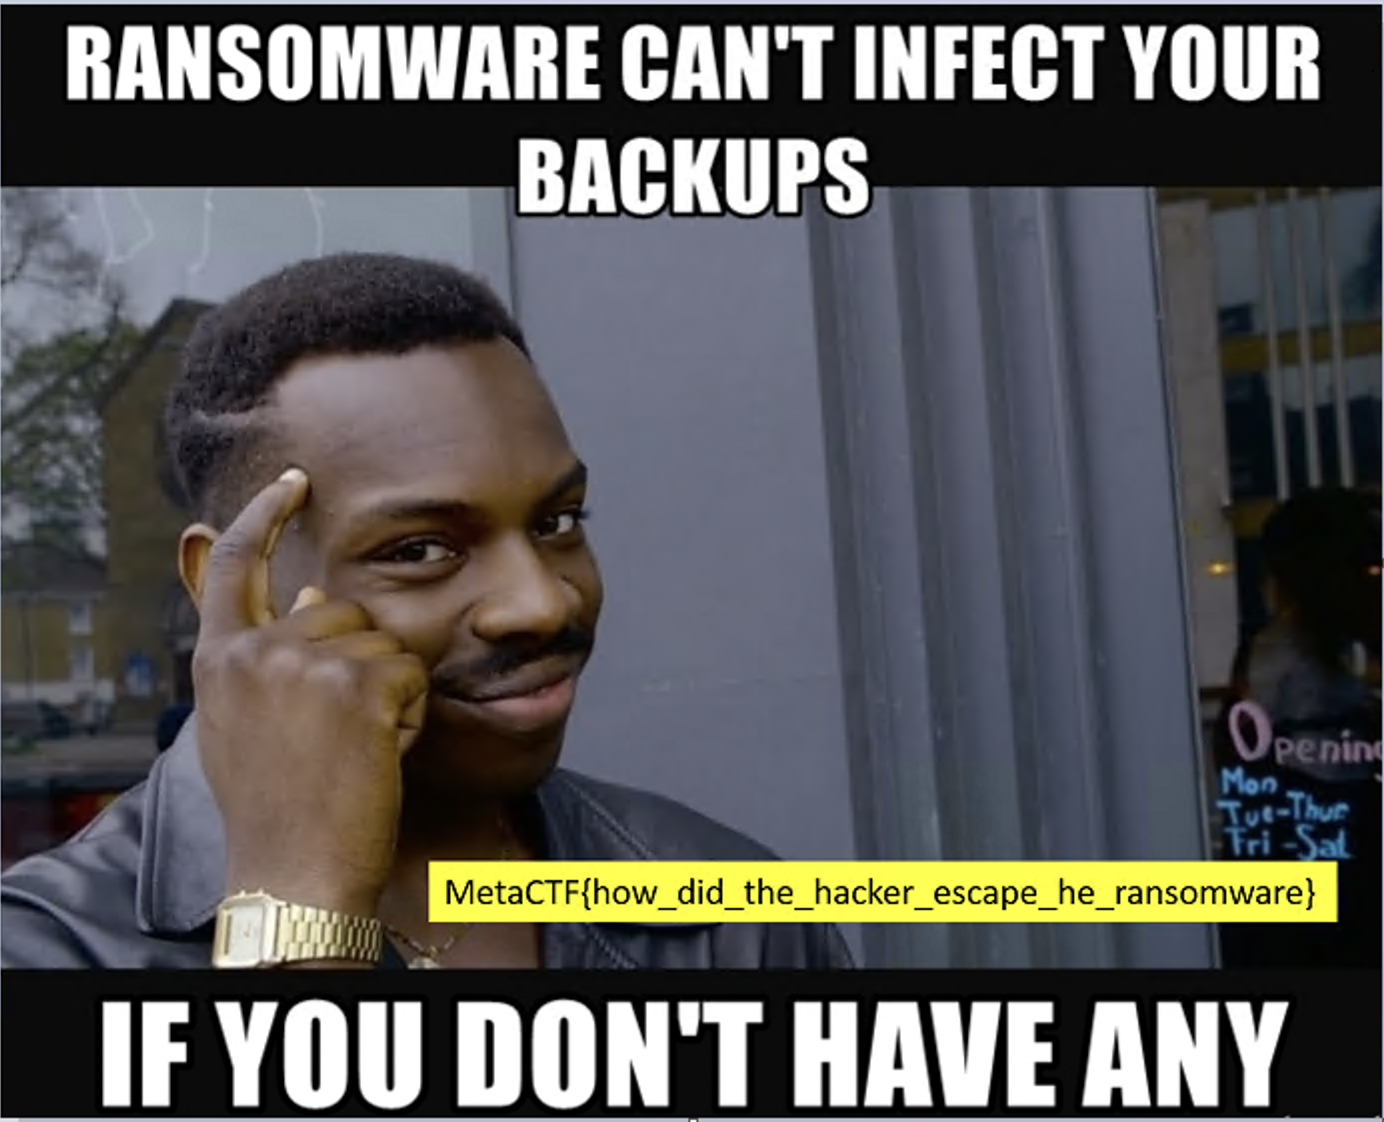 RANSOMWARE CAN'T INFECT YOUR
BACKUPS
Opening
Mon
Tue-Thur
Fri -Sat
MetaCTF{how_did_the_hacker_escape_he_ransomware}
IF YOU DON'T HAVE ANY